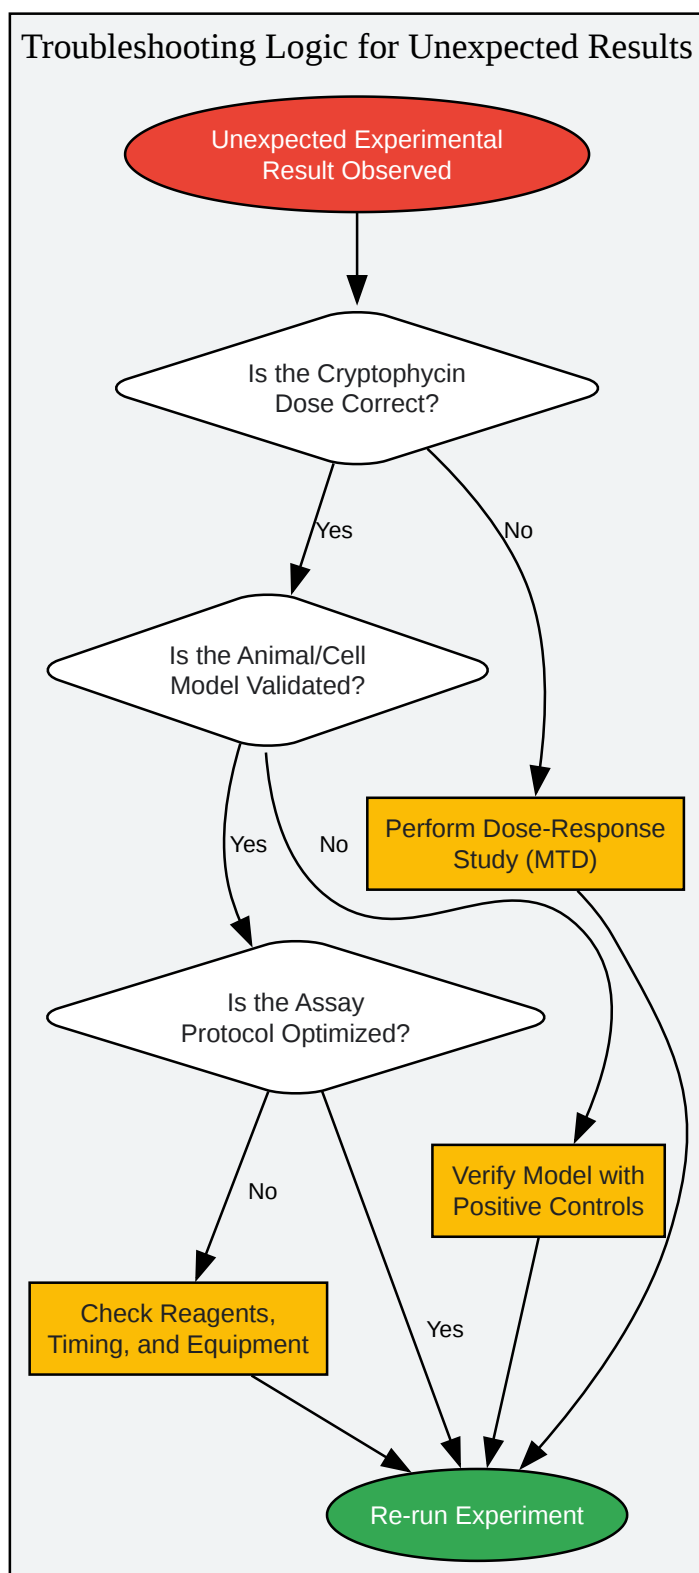 Troubleshooting Logic for Unexpected Results
Unexpected Experimental
Result Observed
Is the Cryptophycin
Dose Correct?
Yes
No
Is the Animal/Cell
Model Validated?
Perform Dose-Response
Study (MTD)
Yes
No
Is the Assay
Protocol Optimized?
Verify Model with
Positive Controls
No
Check Reagents,
Timing, and Equipment
Yes
Re-run Experiment